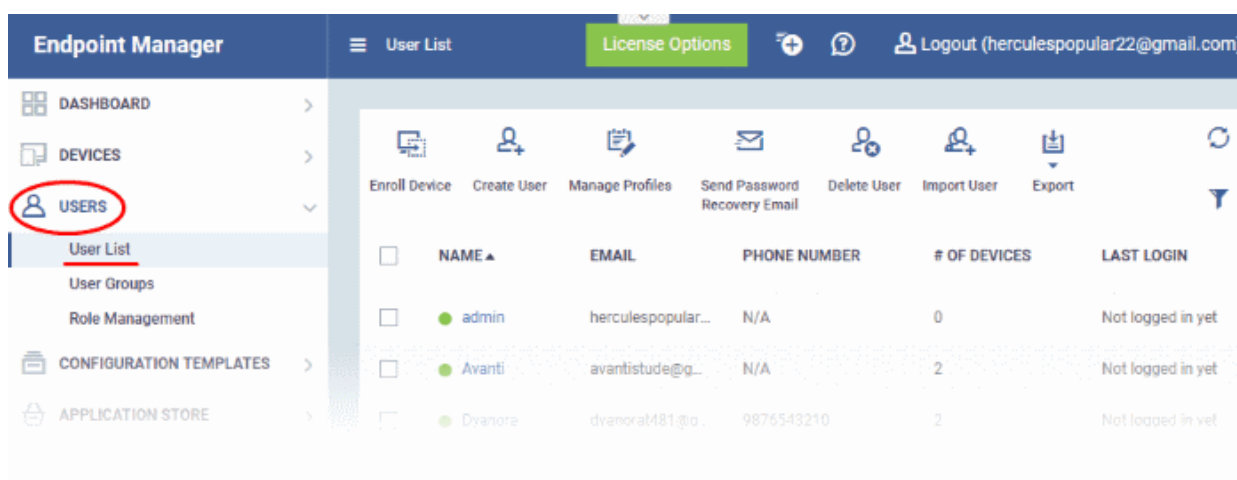 Endpoint Manager
User List
License Options
Logout (herculespopular22@gmail.com)
DASHBOARD
DEVICES
USERS
User List
User Groups
Role Management
CONFIGURATION TEMPLATES
APPLICATION STORE
Enroll Device Create User Manage Profiles Send Password Delete User Import User Export
Recovery Email
NAME EMAIL PHONE NUMBER # OF DEVICES LAST LOGIN
admin herculespopular... N/A 0 Not logged in yet
Avanti avantistude@g... N/A 2 Not logged in yet
Dyanora dyanorat481@g... 9876543210 2 Not logged in yet